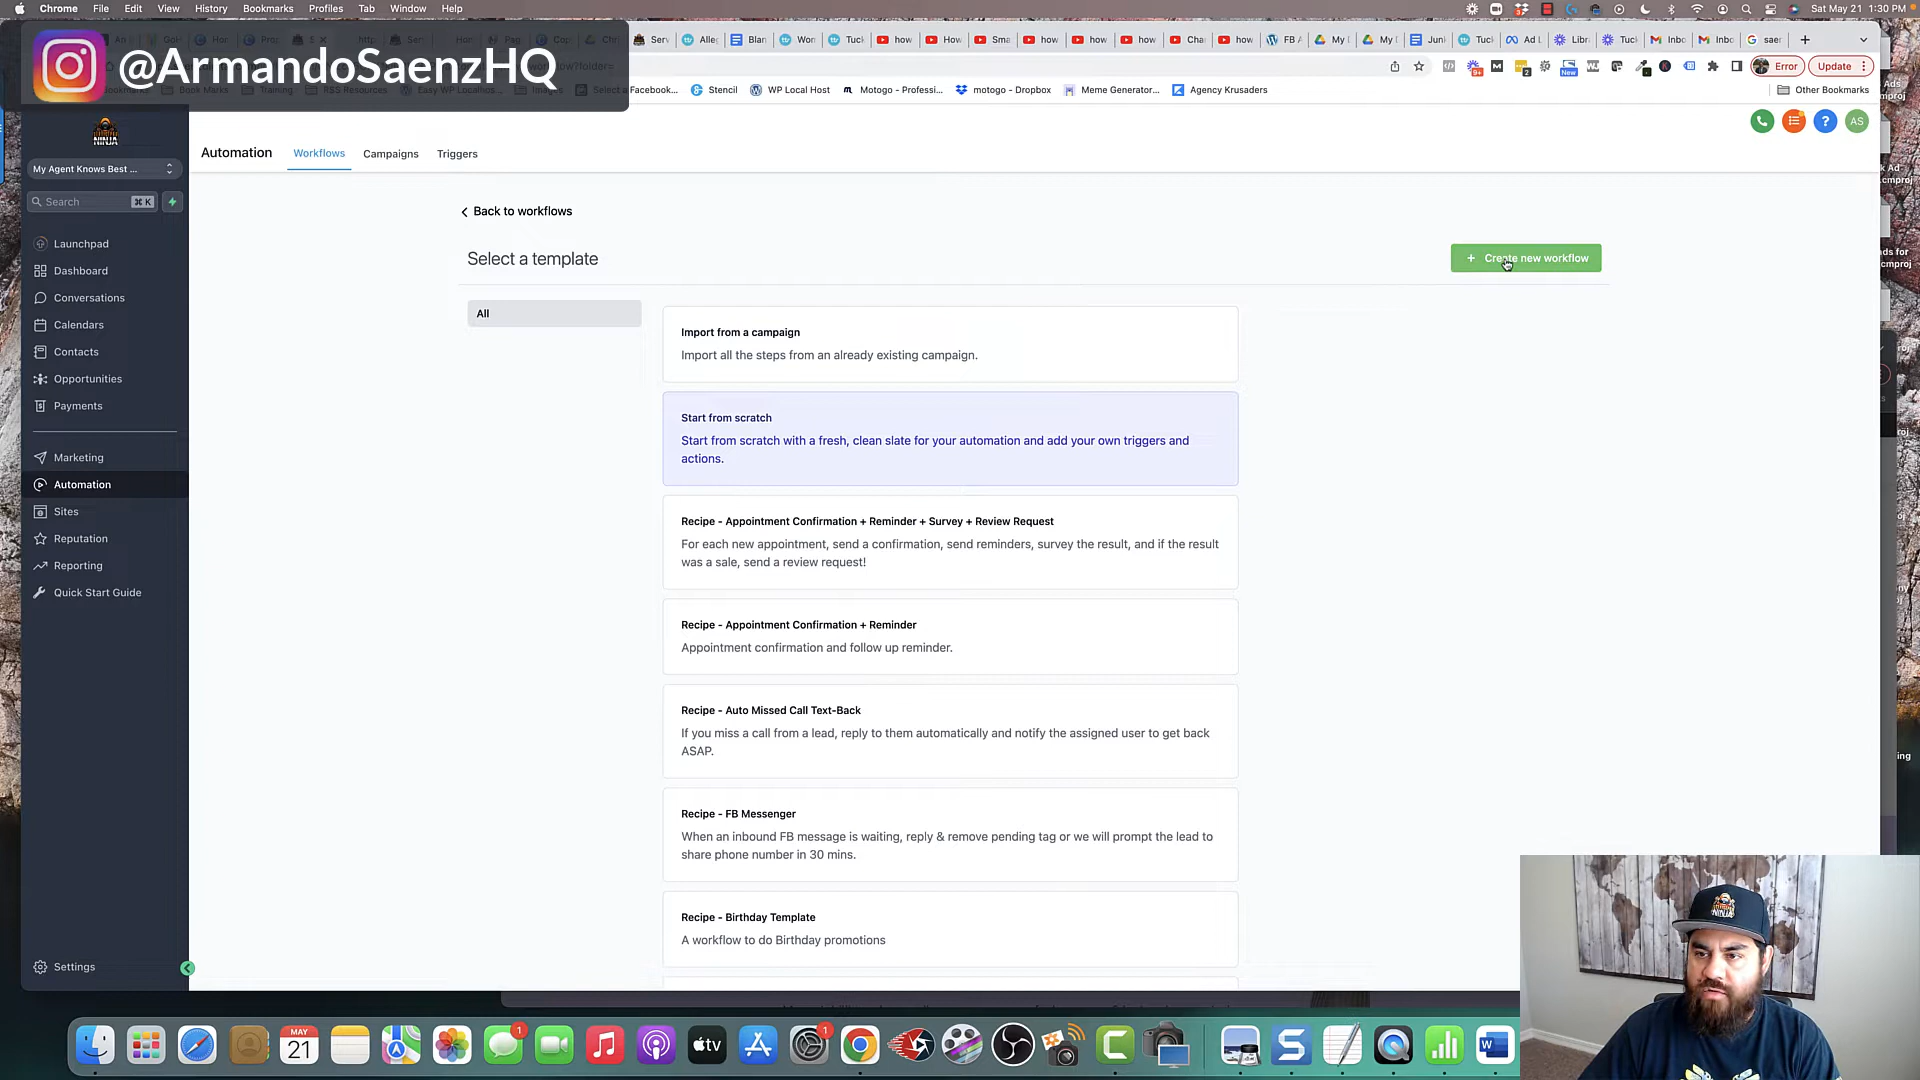 Chrome File Edit View History Bookmarks Profiles Tab Window Help
Sat May 21 1:30 PM
@ArmandoSaenzHQ
Error
Update
Stencil
WP Local Host
Motogo - Professi...
motogo - Dropbox
Meme Generator...
Agency Krusaders
Other Bookmarks
NINJA
AS
My Agent Knows Best ...
Search ⌘ K
Launchpad
Dashboard
Conversations
Calendars
Contacts
Opportunities
Payments
Marketing
Automation
Sites
Reputation
Reporting
Quick Start Guide
Settings
Automation Workflows Campaigns Triggers
Back to workflows
Select a template
+ Create new workflow
All
Import from a campaign
Import all the steps from an already existing campaign.
Start from scratch
Start from scratch with a fresh, clean slate for your automation and add your own triggers and
actions.
Recipe - Appointment Confirmation + Reminder + Survey + Review Request
For each new appointment, send a confirmation, send reminders, survey the result, and if the result
was a sale, send a review request!
Recipe - Appointment Confirmation + Reminder
Appointment confirmation and follow up reminder.
Recipe - Auto Missed Call Text-Back
If you miss a call from a lead, reply to them automatically and notify the assigned user to get back
ASAP.
Recipe - FB Messenger
When an inbound FB message is waiting, reply & remove pending tag or we will prompt the lead to
share phone number in 30 mins.
Recipe - Birthday Template
A workflow to do Birthday promotions
MAY
21
1
tv
1